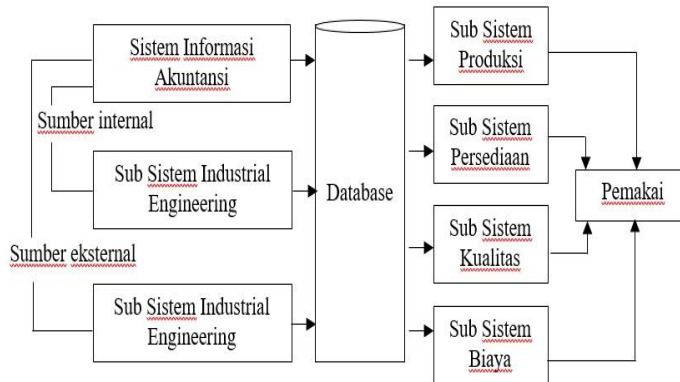 Sistem Informasi
Akuntansi
Sumber internal
Sub Sistem Industrial
Engineering
Sumber eksternal
Sub Sistem Industrial
Engineering
Database
Sub Sistem
Produksi
Sub Sistem
Persediaan
Sub Sistem
Kualitas
Sub Sistem
Biaya
Pemakai